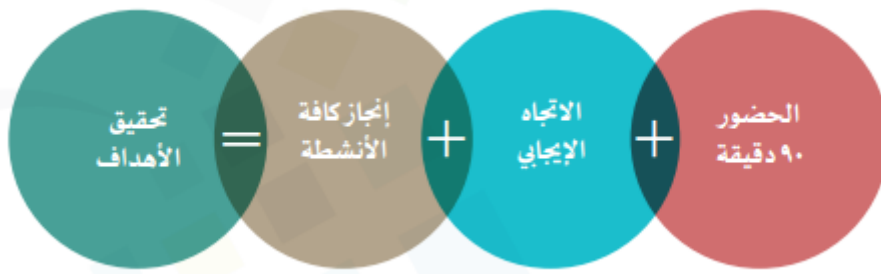 الحضور
٩٠ دقيقة
+
الاتجاه
الإيجابي
+
إنجاز كافة
الأنشطة
=
تحقيق
الأهداف